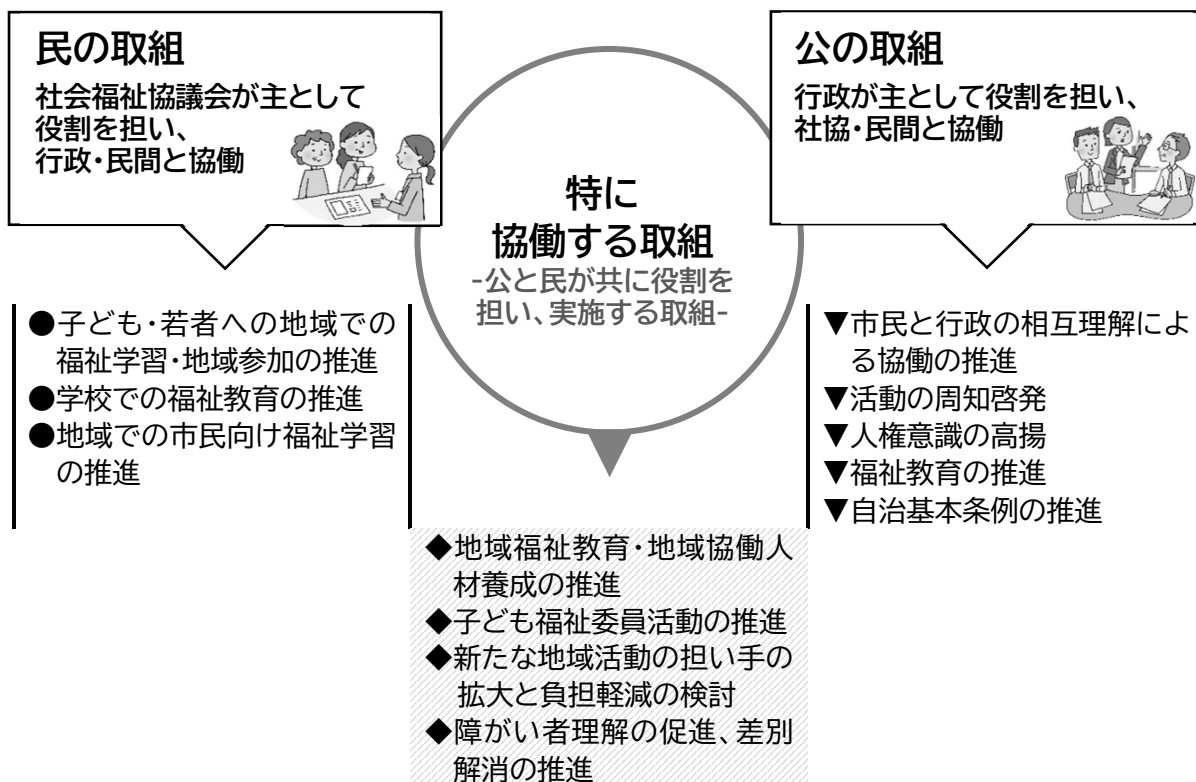 民の取組
社会福祉協議会が主として
役割を担い、
行政・民間と協働
●子ども・若者への地域での
福祉学習・地域参加の推進
●学校での福祉教育の推進
●地域での市民向け福祉学習
の推進
特に
協働する取組
-公と民が共に役割を
担い、実施する取組-
◆地域福祉教育・地域協働人
材養成の推進
◆子ども福祉委員活動の推進
◆新たな地域活動の担い手の
拡大と負担軽減の検討
◆障がい者理解の促進、差別
解消の推進
公の取組
行政が主として役割を担い、
社協・民間と協働
▼市民と行政の相互理解によ
る協働の推進
▼活動の周知啓発
▼人権意識の高揚
▼福祉教育の推進
▼自治基本条例の推進